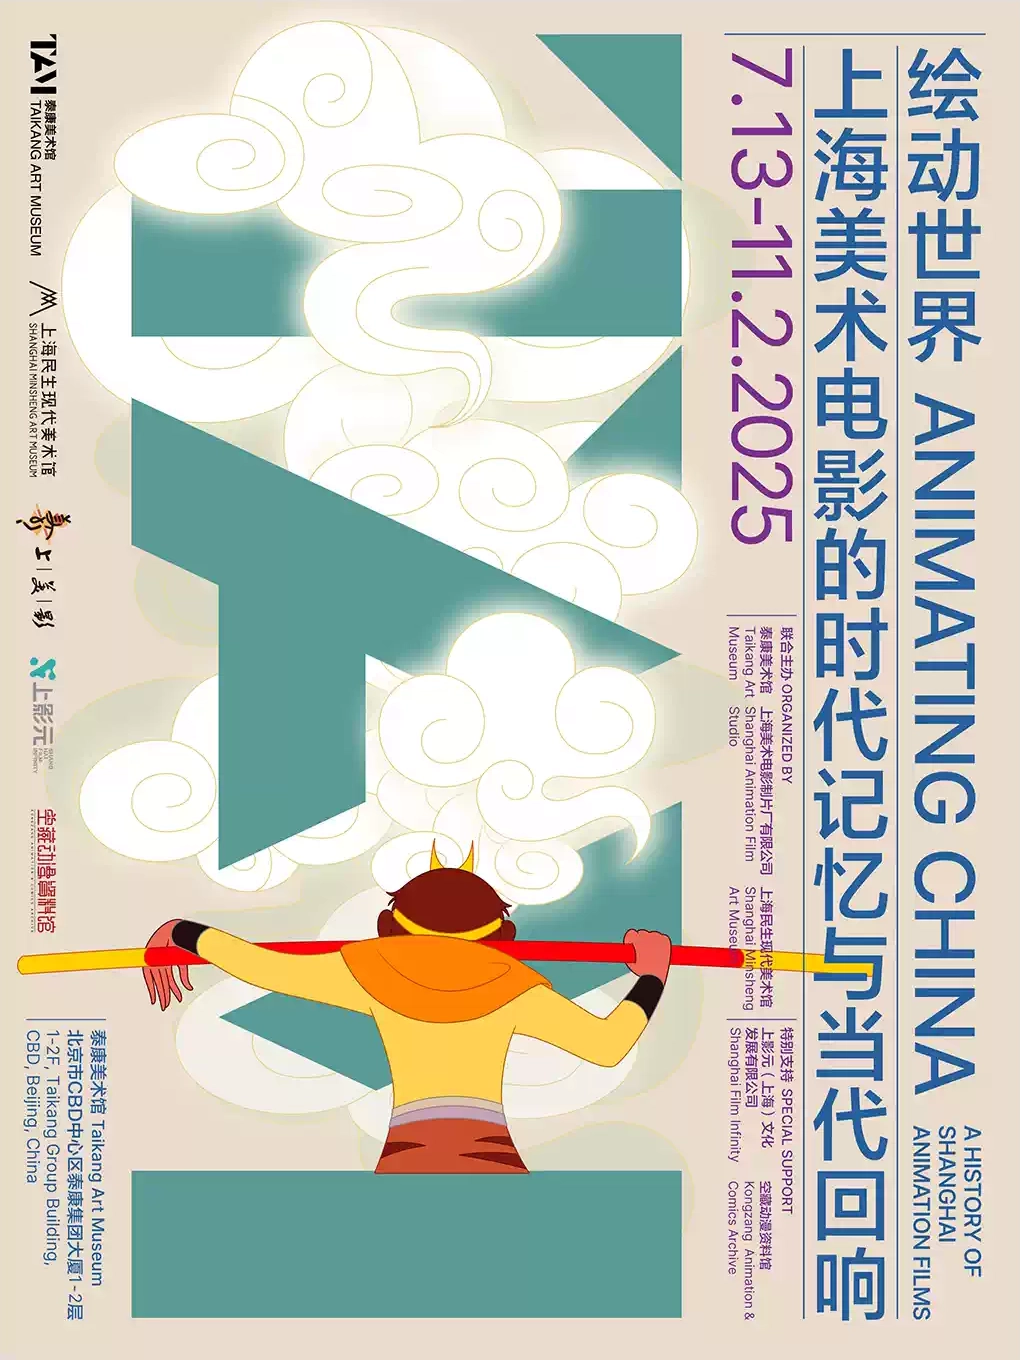 绘动世界 ANIMATING CHINA
A HISTORY OF
SHANGHAI
ANIMATION FILMS
上海美术电影的时代记忆与当代回响
7.13-11.2.2025
联合主办 ORGANIZED BY
泰康美术馆
Taikang Art
Museum
上海美术电影制片厂有限公司
Shanghai Animation Film
Studio
上海民生现代美术馆
Shanghai Minsheng
Art Museum
特别支持 SPECIAL SUPPORT
上影元（上海）文化
发展有限公司
Shanghai Film Infinity
空藏动漫资料馆
Kongzang Animation &
Comics Archive
TAM
泰康美术馆
TAIKANG ART MUSEUM
上海民生现代美术馆
SHANGHAI MINSHENG ART MUSEUM
上|美|影
上影元
空藏动漫资料馆
泰康美术馆 Taikang Art Museum
北京市CBD中心区泰康集团大厦1-2层
1-2F, Taikang Group Building,
CBD, Beijing, China